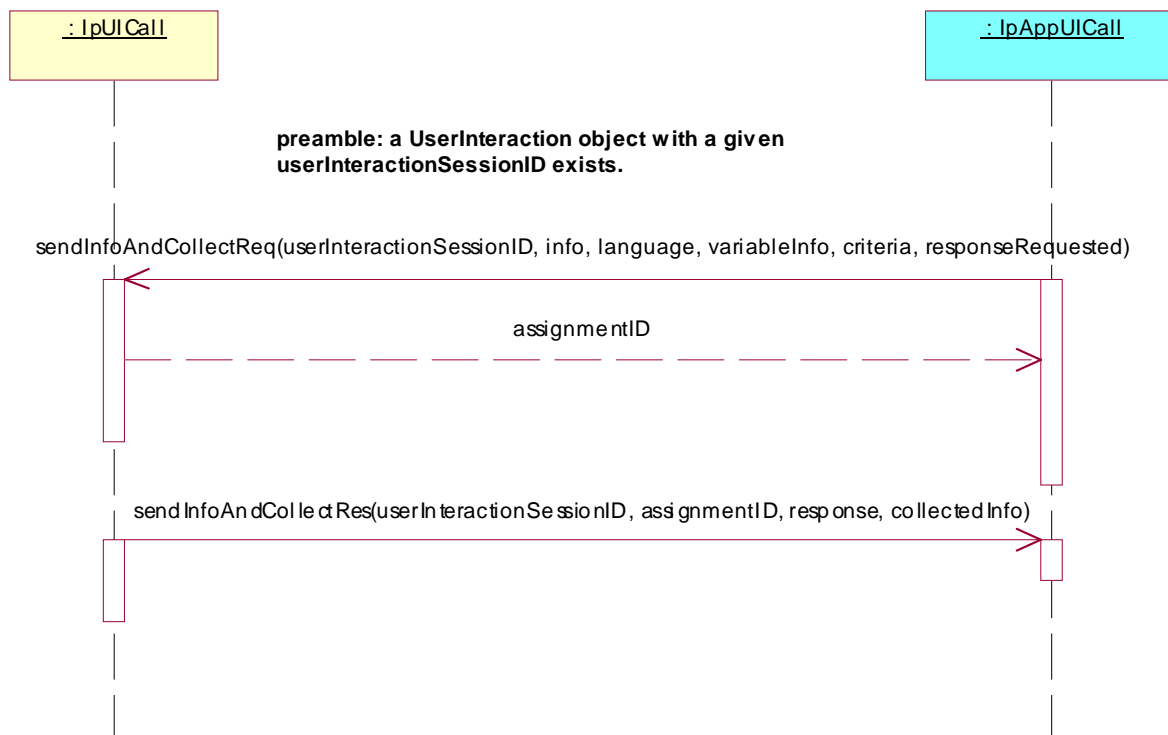 : IpUICall
: IpAppUICall
preamble: a UserInteraction object with a given
userInteractionSessionID exists.
sendInfoAndCollectReq(userInteractionSessionID, info, language, variableInfo, criteria, responseRequested)
assignmentID
sendInfoAndCollectRes(userInteractionSessionID, assignmentID, response, collectedInfo)